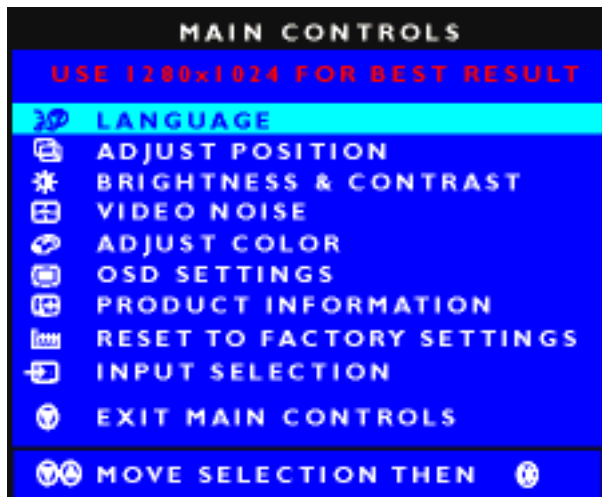 MAIN CONTROLS
USE 1280x1024 FOR BEST RESULT
LANGUAGE
ADJUST POSITION
BRIGHTNESS & CONTRAST
VIDEO NOISE
ADJUST COLOR
OSD SETTINGS
PRODUCT INFORMATION
RESET TO FACTORY SETTINGS
INPUT SELECTION
EXIT MAIN CONTROLS
MOVE SELECTION THEN